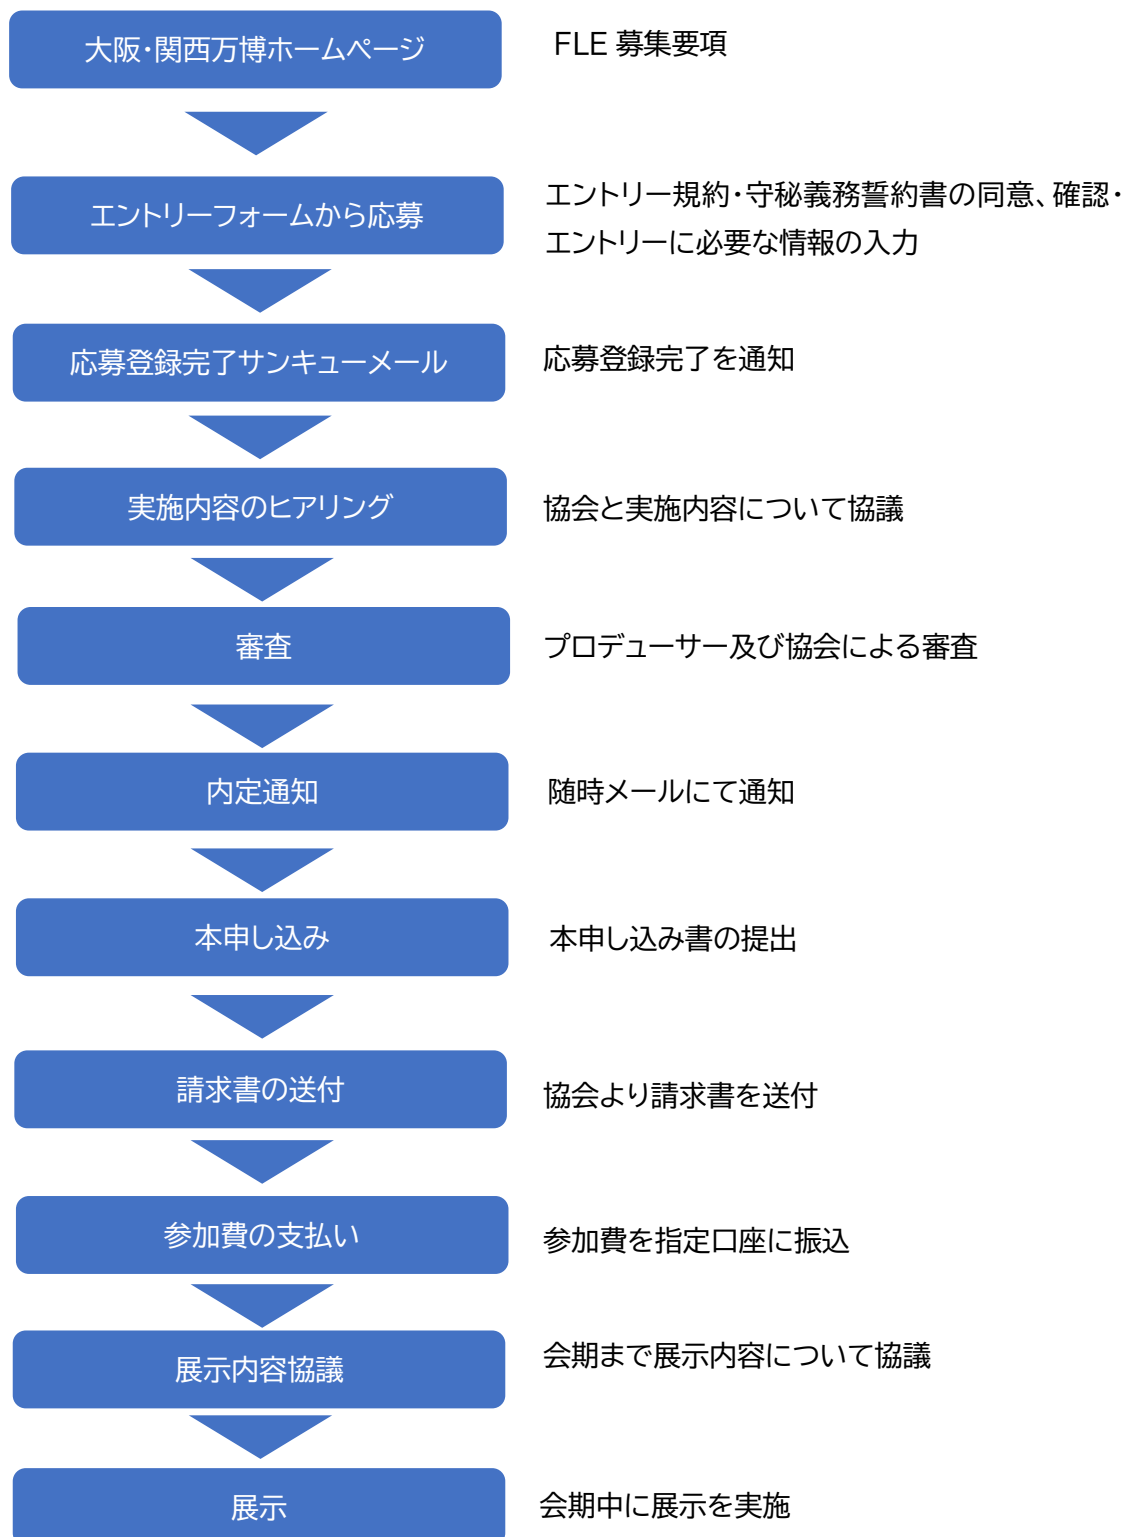 大阪・関西万博ホームページ
FLE 募集要項
エントリーフォームから応募
エントリー規約・守秘義務誓約書の同意、確認・
エントリーに必要な情報の入力
応募登録完了サンキューメール
応募登録完了を通知
実施内容のヒアリング
協会と実施内容について協議
審査
プロデューサー及び協会による審査
内定通知
随時メールにて通知
本申し込み
本申し込み書の提出
請求書の送付
協会より請求書を送付
参加費の支払い
参加費を指定口座に振込
展示内容協議
会期まで展示内容について協議
展示
会期中に展示を実施